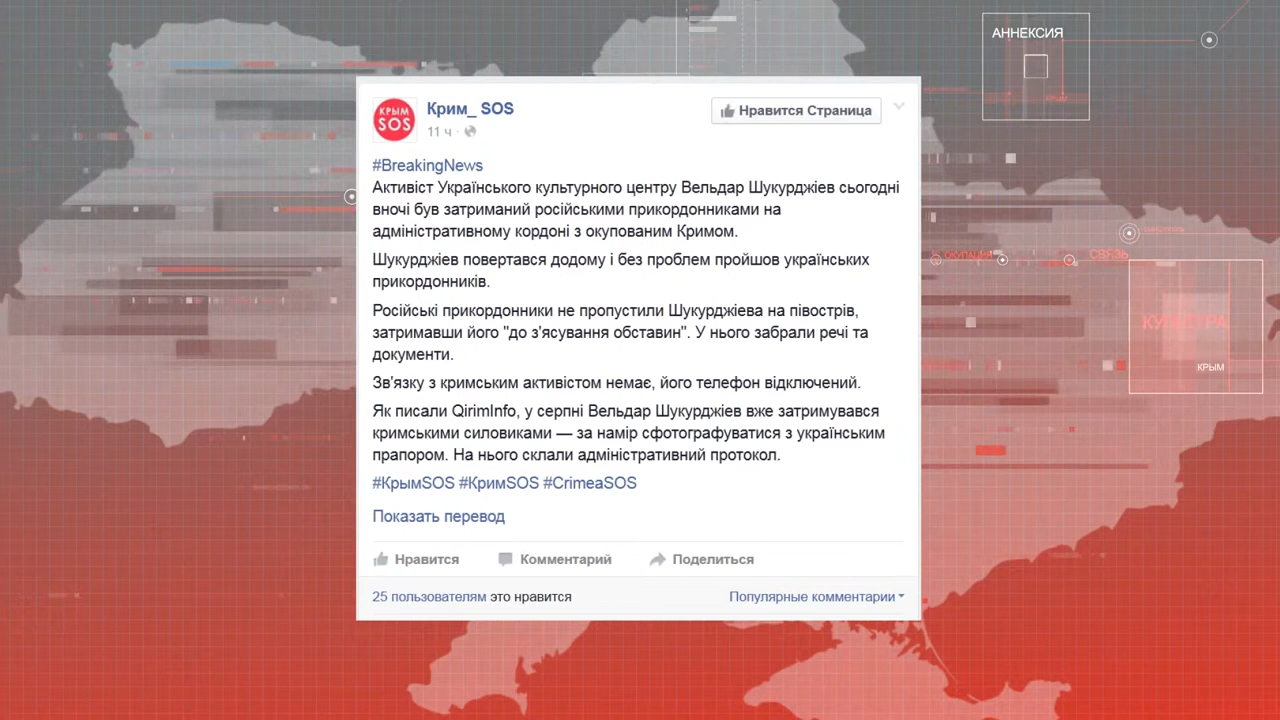 АННЕКСИЯ
КРЫМ
SOS
Крим_ SOS
Нравится Страница
11 ч
#BreakingNews
Активіст Українського культурного центру Вельдар Шукурджієв сьогодні
вночі був затриманий російськими прикордонниками на
адміністративному кордоні з окупованим Кримом.
Шукурджієв повертався додому і без проблем пройшов українських
прикордонників.
Російські прикордонники не пропустили Шукурджієва на півострів,
затримавши його "до з'ясування обставин". У нього забрали речі та
документи.
Зв'язку з кримським активістом немає, його телефон відключений.
Як писали QirimInfo, у серпні Вельдар Шукурджієв вже затримувався
кримськими силовиками — за намір сфотографуватися з українським
прапором. На нього склали адміністративний протокол.
#КрымSOS #КримSOS #CrimeaSOS
Показать перевод
Нравится
Комментарий
Поделиться
25 пользователям это нравится
Популярные комментарии
СВЯЗЬ
КУЛЬТУРА
КРЫМ